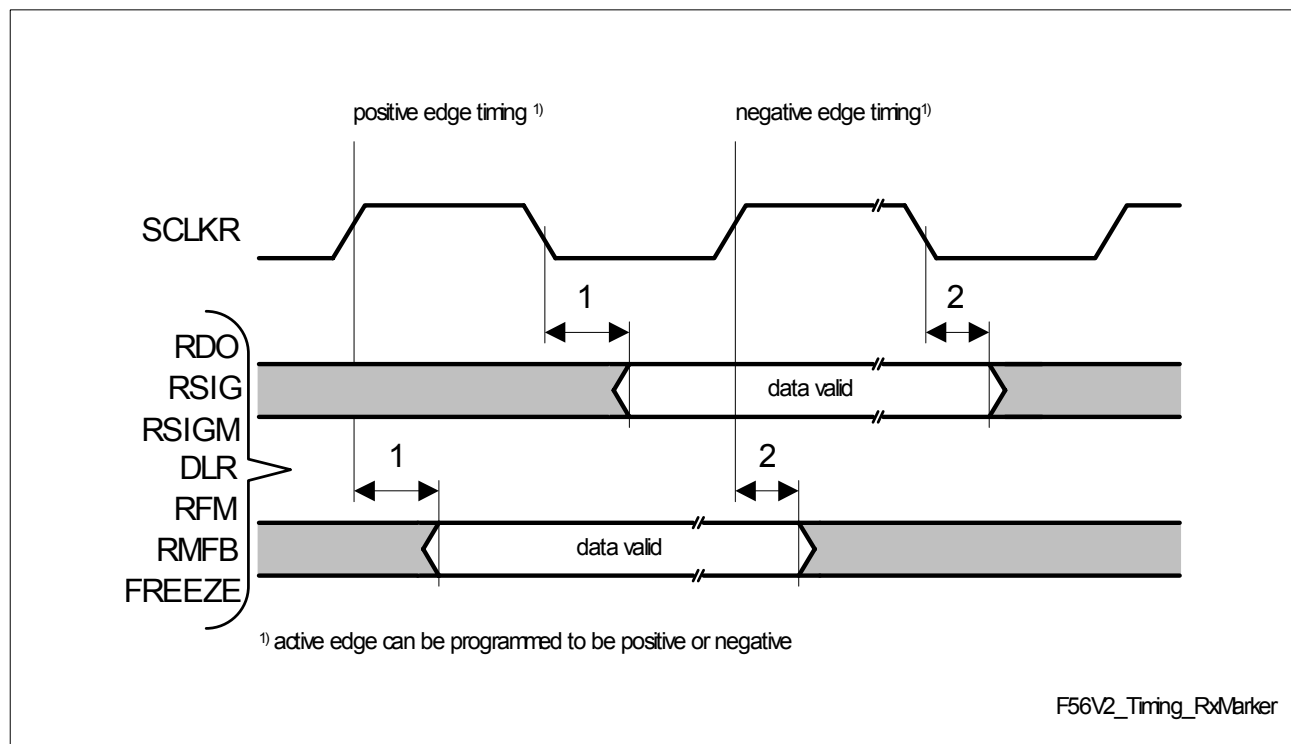 positive edge timing 1) negative edge timing1)
SCLKR
1 2
RDO
RSIG data valid
RSIGM
DLR
1 2
RFM
RMFB data valid
FREEZE
1) active edge can be programmed to be positive or negative
F56V2_Timing_RxMarker